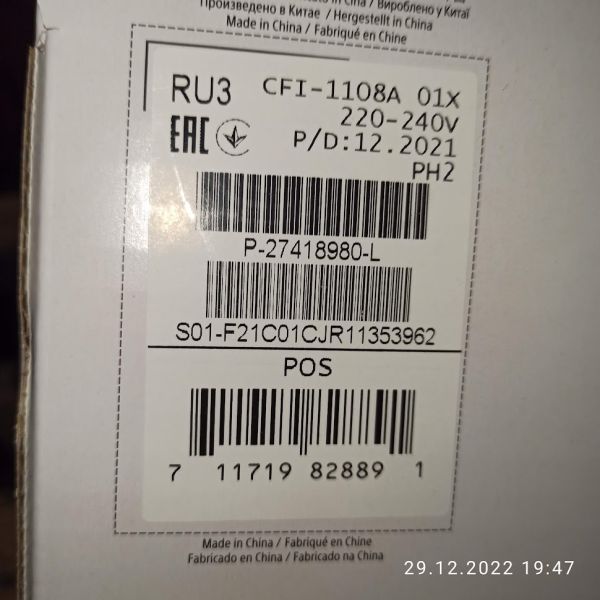 Вироблено у Китаї
Произведено в Китае / Hergestellt in China
Made in China / Fabriqué en Chine
RU3 CFI-1108A 01X
220-240V
EAC P/D:12.2021
PH2
P-27418980-L
S01-F21C01CJR11353962
POS
7 11719 82889 1
Made in China / Fabriqué en Chine
Fabricado en China / Fabricado na China
29.12.2022 19:47